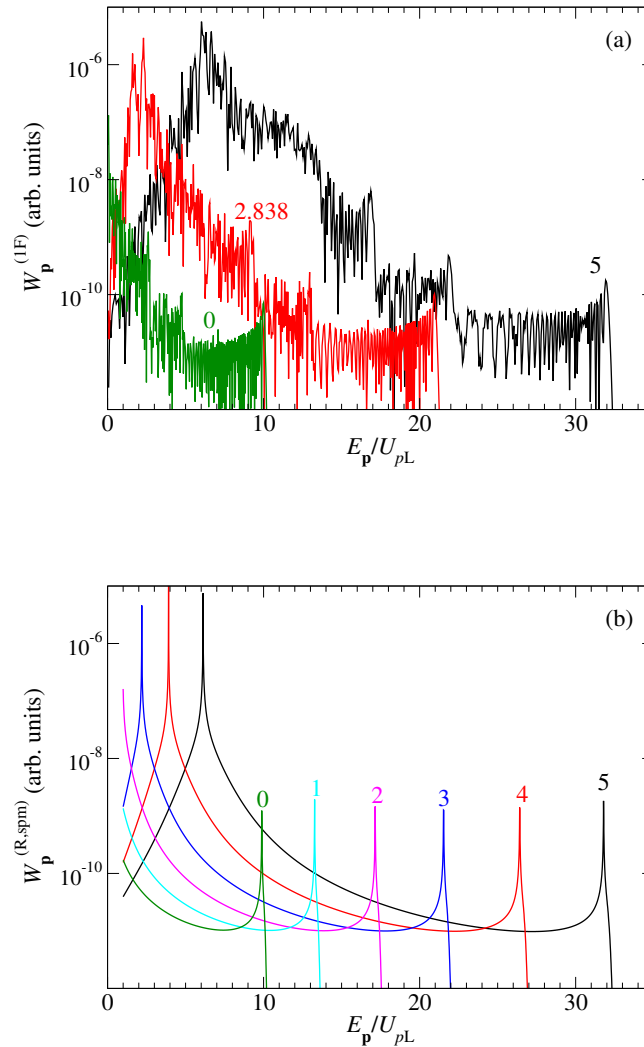 (a)
10^-6
10^-8
10^-10
W_p^(1F) (arb. units)
2.838
0
5
0 10 20 30
E_p/U_pL
(b)
10^-6
10^-8
10^-10
W_p^(R,spm) (arb. units)
0 1 2 3 4 5
0 10 20 30
E_p/U_pL